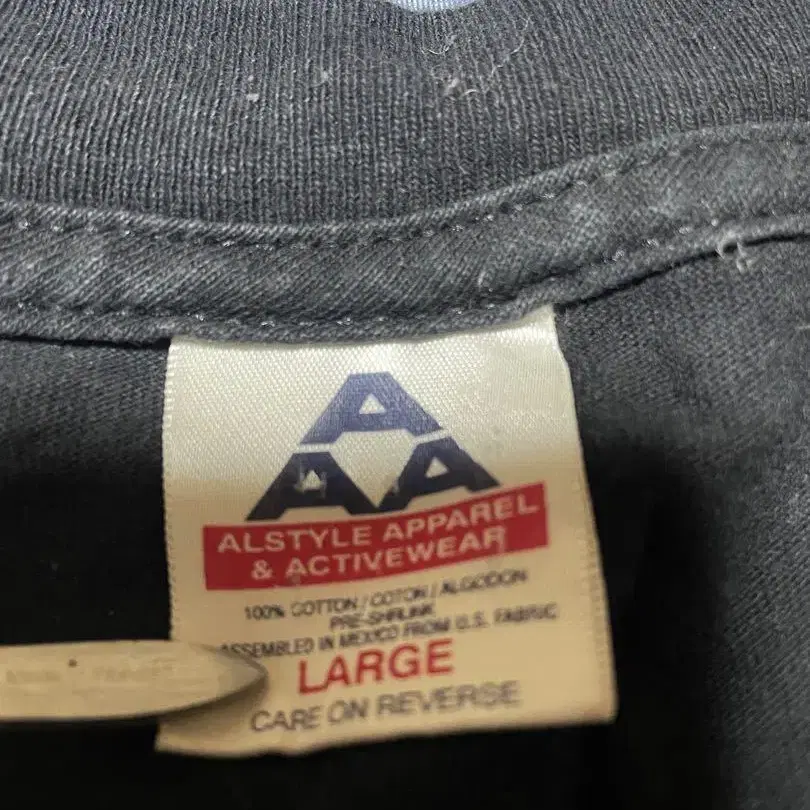 A
A A
ALSTYLE APPAREL
& ACTIVEWEAR
100% COTTON / COTON / ALGODON
PRE-SHRUNK
ASSEMBLED IN MEXICO FROM U.S. FABRIC
LARGE
CARE ON REVERSE